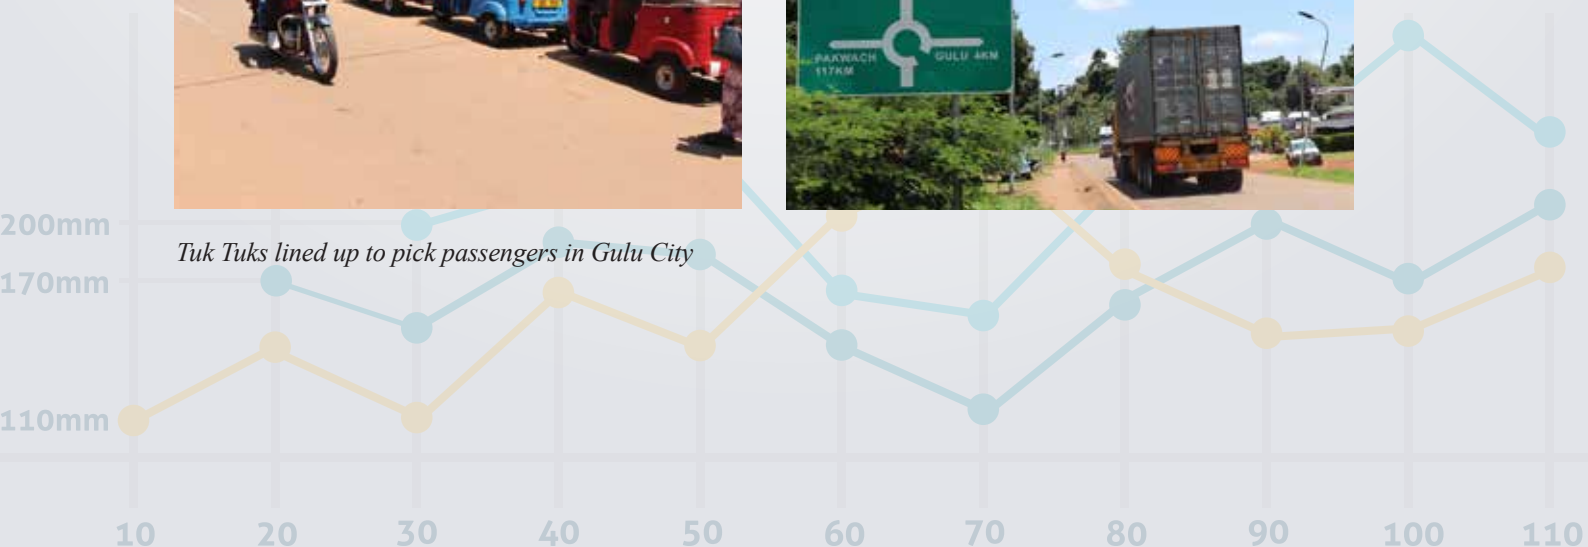 PAKWACH
117KM
GULU 4KM
200mm
Tuk Tuks lined up to pick passengers in Gulu City
170mm
110mm
10 20 30 40 50 60 70 80 90 100 110